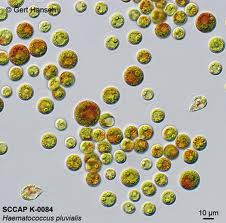 © Gert Hansen
SCCAP K-0084
Haematococcus pluvialis
10 µm